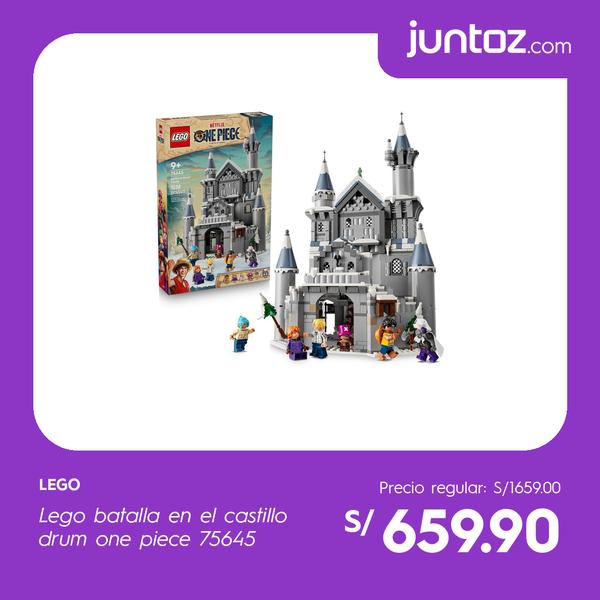 juntoz.com
LEGO
NETFLIX
ONE PIECE
9+
75645
LEGO
Lego batalla en el castillo
drum one piece 75645
Precio regular: S/1659.00
S/ 659.90